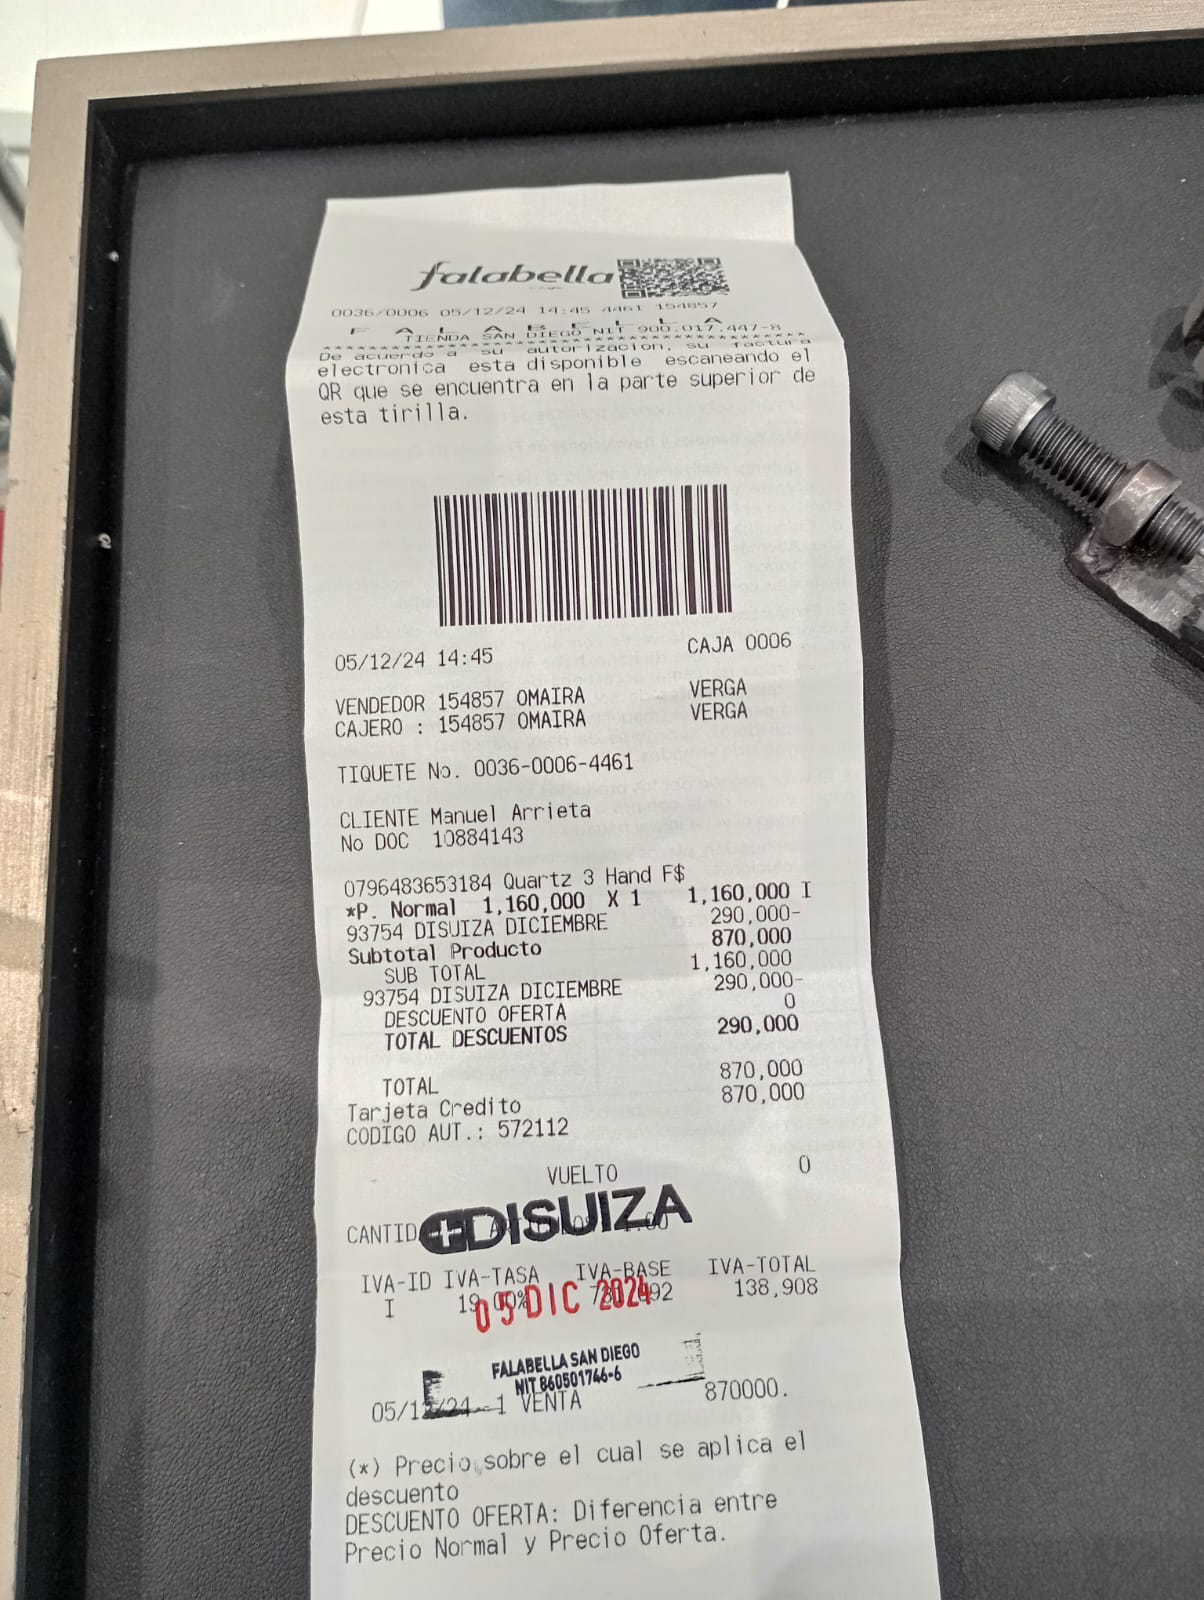 falabella
0036/0006 05/12/24 14:45 4461 154857
F A L A B E L L A
TIENDA SAN DIEGO NIT 900.017.447-8
De acuerdo a su autorizacion, su factura
electronica esta disponible escaneando el
QR que se encuentra en la parte superior de
esta tirilla.
05/12/24 14:45 CAJA 0006
VENDEDOR 154857 OMAIRA VERGA
CAJERO : 154857 OMAIRA VERGA
TIQUETE No. 0036-0006-4461
CLIENTE Manuel Arrieta
No DOC 10884143
0796483653184 Quartz 3 Hand F$
*P. Normal 1,160,000 X 1 1,160,000 I
93754 DISUIZA DICIEMBRE 290,000-
Subtotal Producto 870,000
SUB TOTAL 1,160,000
93754 DISUIZA DICIEMBRE 290,000-
DESCUENTO OFERTA 0
TOTAL DESCUENTOS 290,000
TOTAL 870,000
Tarjeta Credito 870,000
CODIGO AUT.: 572112
VUELTO 0
DISUIZA
CANTID
IVA-ID IVA-TASA IVA-BASE IVA-TOTAL
I 19.00% 138,908
05 DIC 2024
FALABELLA SAN DIEGO
NIT 860501746-6
05/12/24 1 VENTA 870000.
(*) Precio sobre el cual se aplica el
descuento
DESCUENTO OFERTA: Diferencia entre
Precio Normal y Precio Oferta.